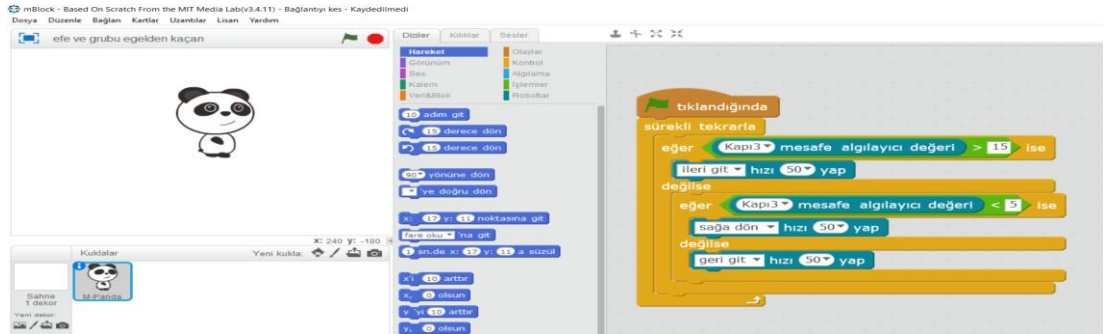 mBlock - Based On Scratch From the MIT Media Lab(v3.4.11) - Bağlantıyı kes - Kaydedilmedi
Dosya Düzenle Bağlan Kartlar Uzantılar Lisan Yardım
efe ve grubu egelden kaçan
X: 240 y: -180
Kuklalar Yeni kukla:
Sahne
1 dekor
Yeni dekor:
M-Panda
Diziler Kılıklar Sesler
Hareket Olaylar
Görünüm Kontrol
Ses Algılama
Kalem İşlemler
Veri&Blok Robotlar
10 adım git
15 derece dön
15 derece dön
90 yönüne dön
'ye doğru dön
x: 17 y: 11 noktasına git
fare oku 'na git
1 sn.de x: 17 y: 11 a süzül
x'i 10 arttır
x, 0 olsun
y 'yi 10 arttır
y, 0 olsun
tıklandığında
sürekli tekrarla
eğer Kapı3 mesafe algılayıcı değeri > 15 ise
ileri git hızı 50 yap
değilse
eğer Kapı3 mesafe algılayıcı değeri < 5 ise
sağa dön hızı 50 yap
değilse
geri git hızı 50 yap